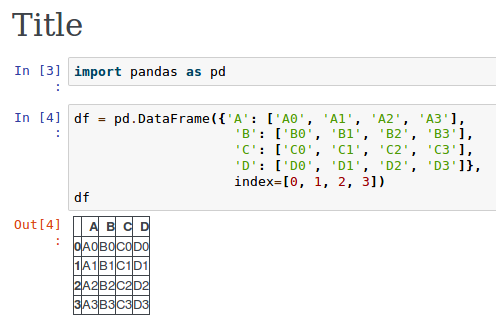 Title
In [3]
:
import pandas as pd
In [4]
:
df = pd.DataFrame({'A': ['A0', 'A1', 'A2', 'A3'],
'B': ['B0', 'B1', 'B2', 'B3'],
'C': ['C0', 'C1', 'C2', 'C3'],
'D': ['D0', 'D1', 'D2', 'D3']},
index=[0, 1, 2, 3])
df
Out[4]
:
A B C D
0 A0 B0 C0 D0
1 A1 B1 C1 D1
2 A2 B2 C2 D2
3 A3 B3 C3 D3